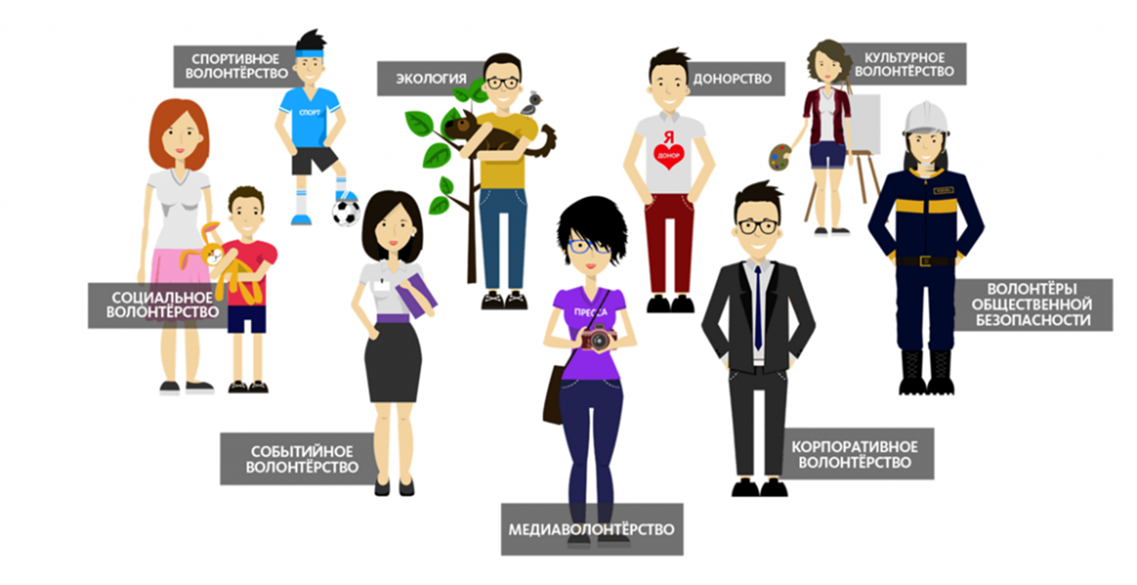 СПОРТИВНОЕ
ВОЛОНТЁРСТВО
ЭКОЛОГИЯ
ДОНОРСТВО
КУЛЬТУРНОЕ
ВОЛОНТЁРСТВО
СПОРТ
Я
ДОНОР
СОЦИАЛЬНОЕ
ВОЛОНТЁРСТВО
ПРЕССА
ВОЛОНТЁРЫ
ОБЩЕСТВЕННОЙ
БЕЗОПАСНОСТИ
СОБЫТИЙНОЕ
ВОЛОНТЁРСТВО
КОРПОРАТИВНОЕ
ВОЛОНТЁРСТВО
МЕДИАВОЛОНТЁРСТВО